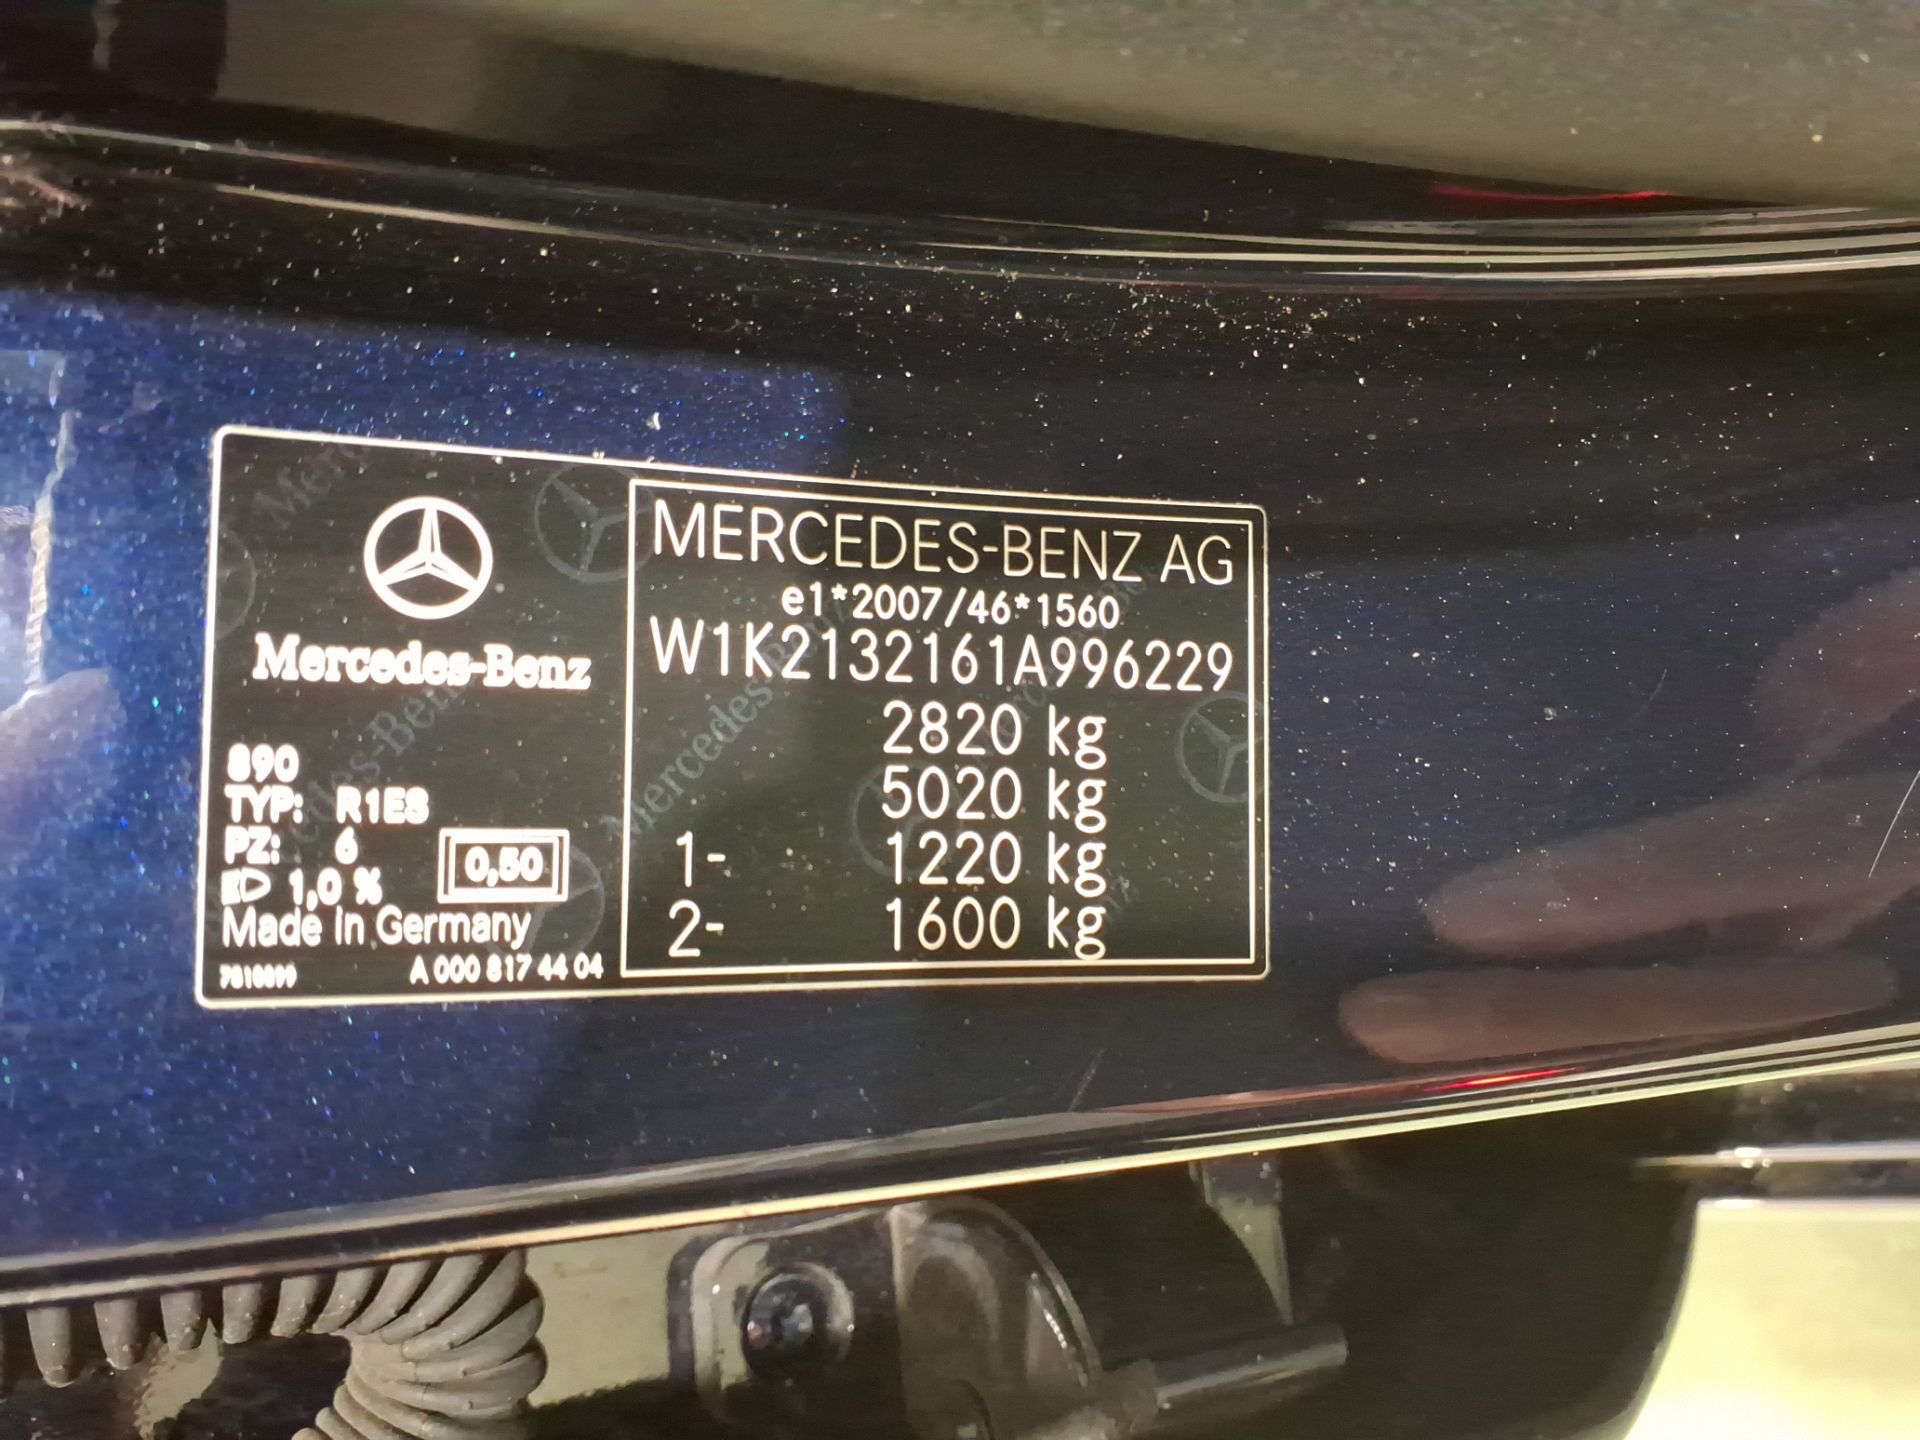 Mercedes-Benz
890
TYP: R1ES
PZ: 6
1,0 %
0,50
Made in Germany
A 000 817 44 04
MERCEDES-BENZ AG
e1*2007/46*1560
W1K2132161A996229
2820 kg
5020 kg
1- 1220 kg
2- 1600 kg